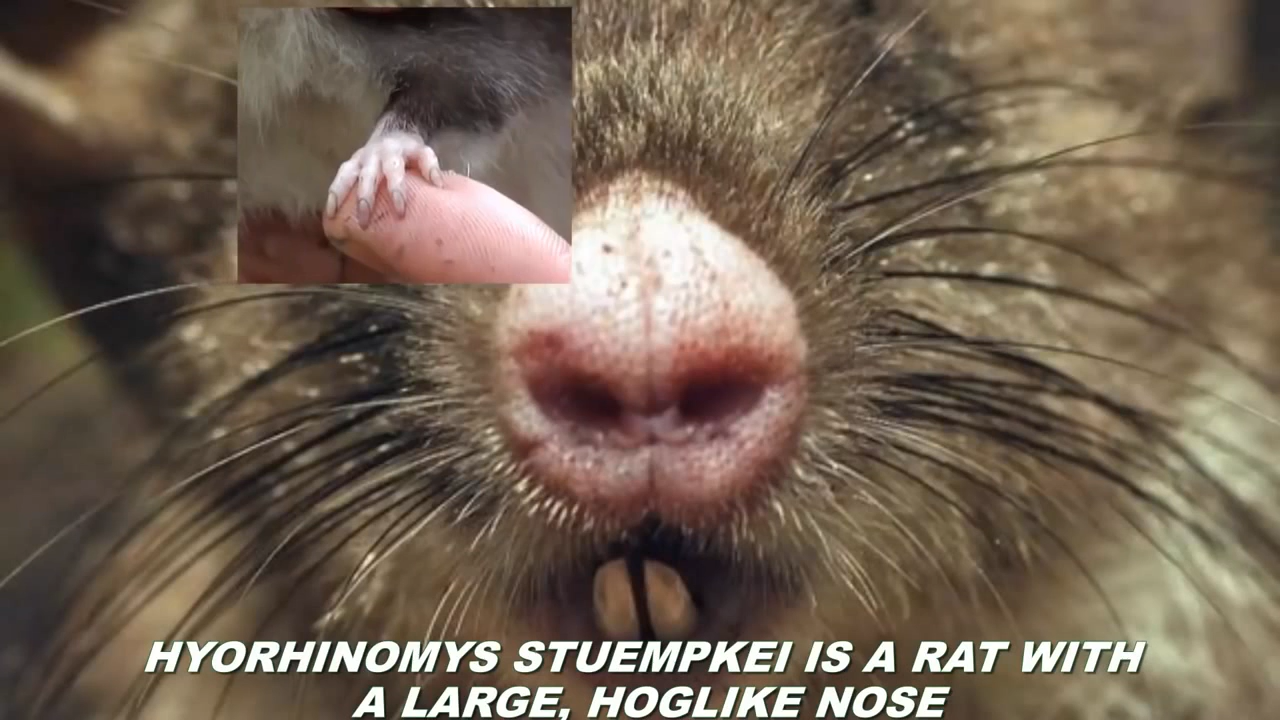 HYORHINOMYS STUEMPKEI IS A RAT WITH
A LARGE, HOGLIKE NOSE